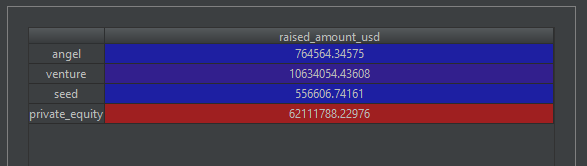 raised_amount_usd
angel 764564.34575
venture 10634054.43608
seed 556606.74161
private_equity 62111788.22976